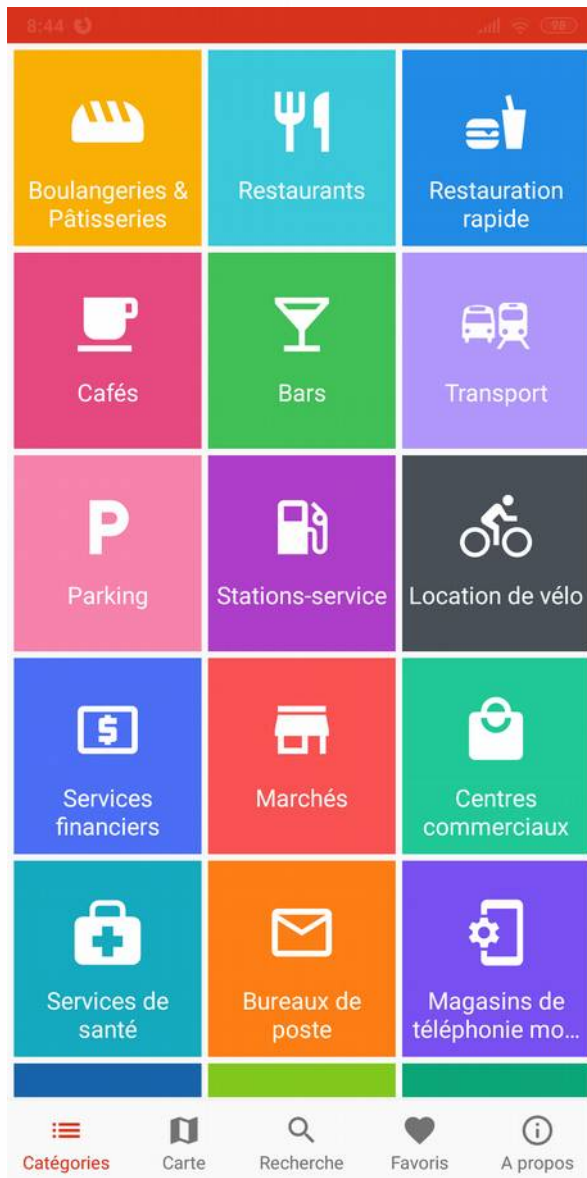 8:44
98
Boulangeries &
Pâtisseries
Restaurants
Restauration
rapide
Cafés
Bars
Transport
P
Parking
Stations-service
Location de vélo
$
Services
financiers
Marchés
Centres
commerciaux
Services de
santé
Bureaux de
poste
Magasins de
téléphonie mo...
Catégories
Carte
Recherche
Favoris
A propos